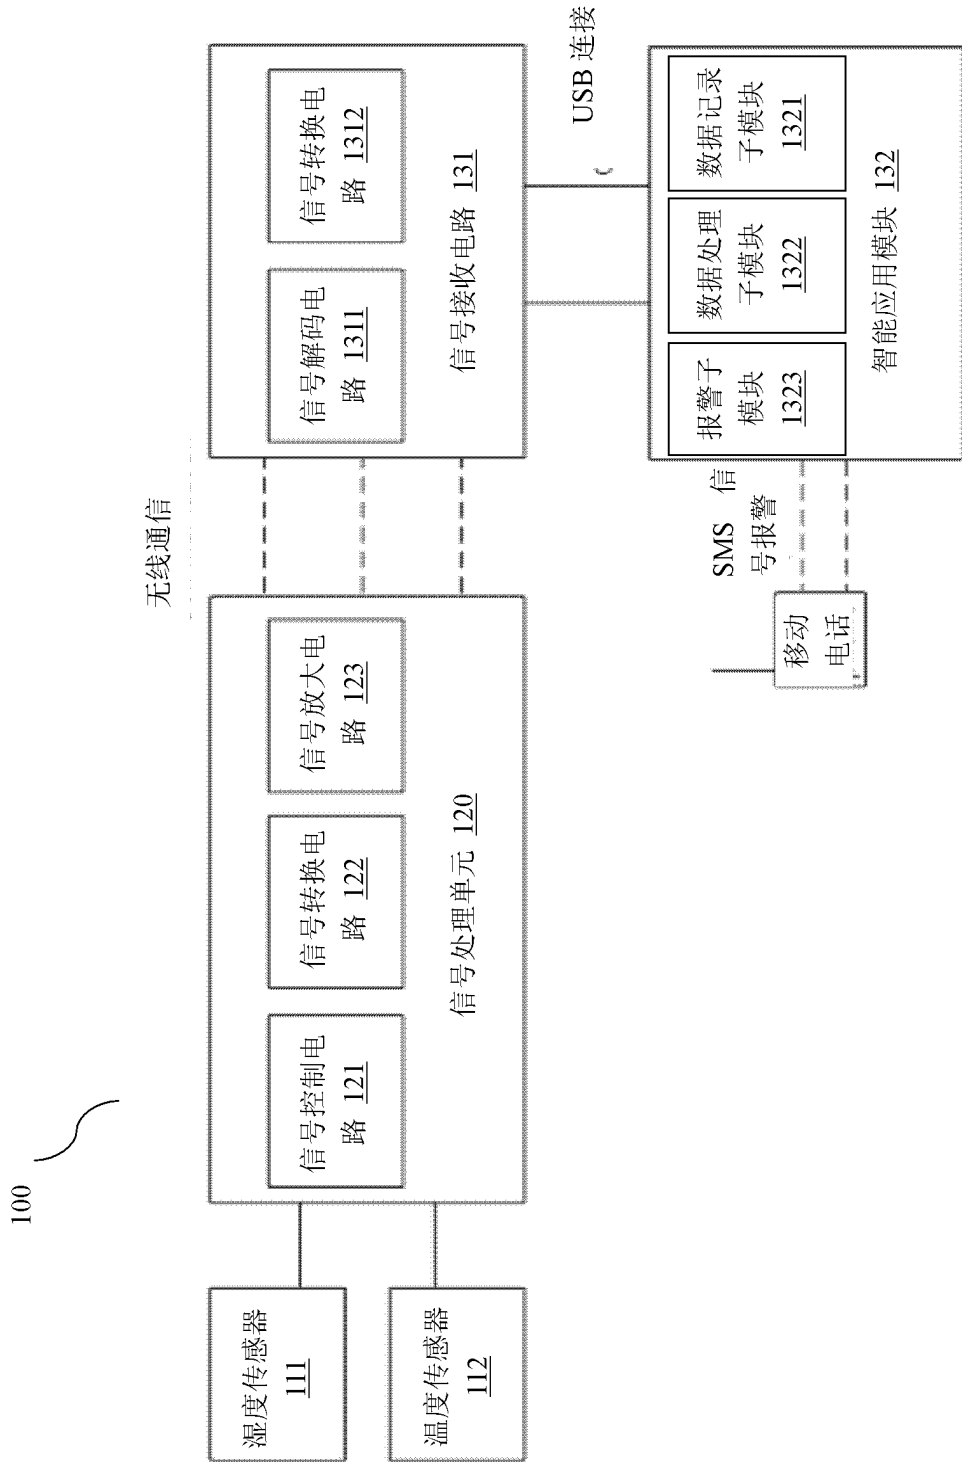 100
湿度传感器
111
温度传感器
112
信号控制电
路 121
信号转换电
路 122
信号放大电
路 123
信号处理单元 120
无线通信
信号解码电
路 1311
信号转换电
路 1312
信号接收电路 131
USB 连接
移动
电话
SMS 信
号报警
报警子
模块
1323
数据处理
子模块
1322
数据记录
子模块
1321
智能应用模块 132